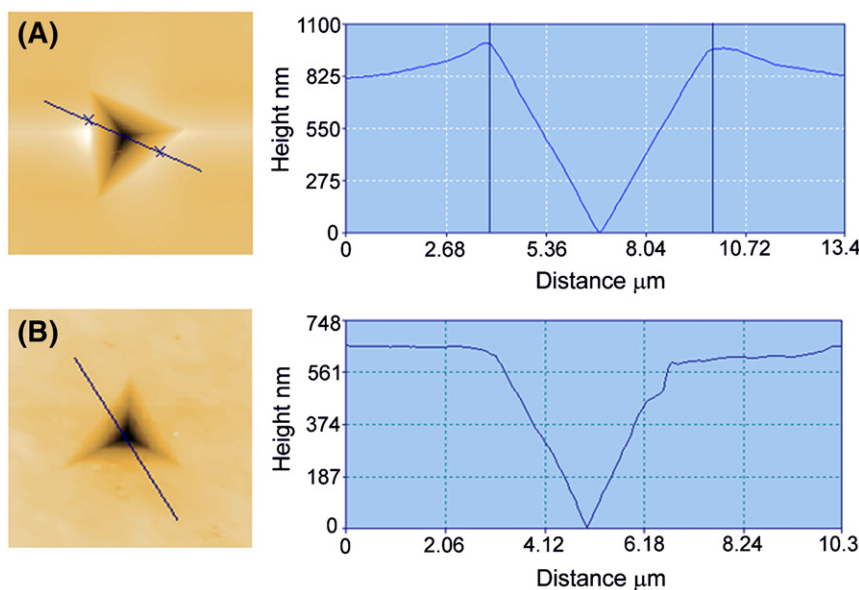 (A)
Height nm
1100
825
550
275
0
0 2.68 5.36 8.04 10.72 13.4
Distance μm
(B)
Height nm
748
561
374
187
0
0 2.06 4.12 6.18 8.24 10.3
Distance μm